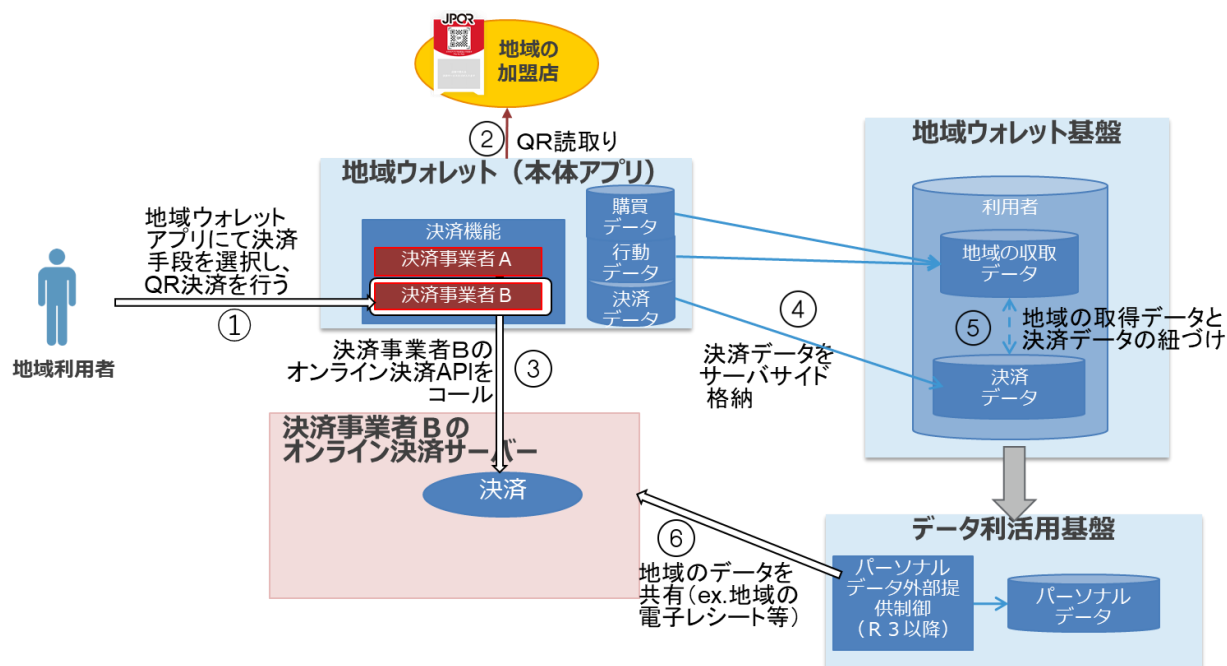 JPQR
地域の
加盟店
② QR読取り
地域ウォレット（本体アプリ）
決済機能
決済事業者A
決済事業者B
購買
データ
行動
データ
決済
データ
地域ウォレット
アプリにて決済
手段を選択し、
QR決済を行う
①
地域利用者
地域ウォレット基盤
利用者
地域の収取
データ
⑤
地域の取得データと
決済データの紐づけ
決済
データ
④
決済データを
サーバサイド
格納
決済事業者Bの
オンライン決済APIを
コール
③
決済事業者Bの
オンライン決済サーバー
決済
⑥
地域のデータを
共有（ex.地域の
電子レシート等）
データ利活用基盤
パーソナル
データ外部提
供制御
（R３以降）
パーソナル
データ